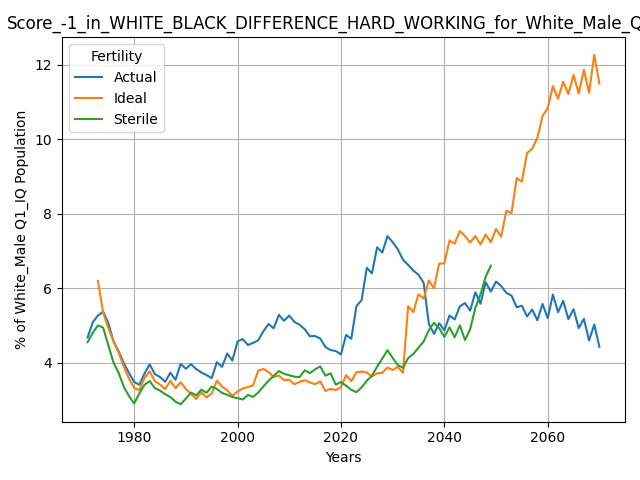 Score_-1_in_WHITE_BLACK_DIFFERENCE_HARD_WORKING_for_White_Male_Q
Fertility
Actual
Ideal
Sterile
% of White_Male Q1_IQ Population
12
10
8
6
4
1980 2000 2020 2040 2060
Years